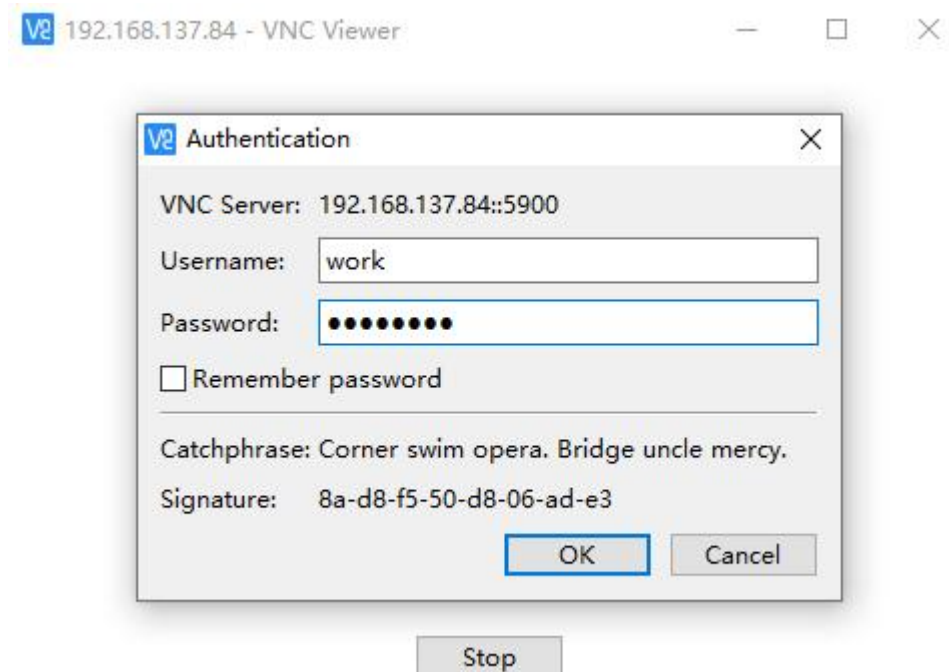 V2 192.168.137.84 - VNC Viewer
V2 Authentication
VNC Server: 192.168.137.84::5900
Username: work
Password: ●●●●●●●●
Remember password
Catchphrase: Corner swim opera. Bridge uncle mercy.
Signature: 8a-d8-f5-50-d8-06-ad-e3
OK Cancel
Stop